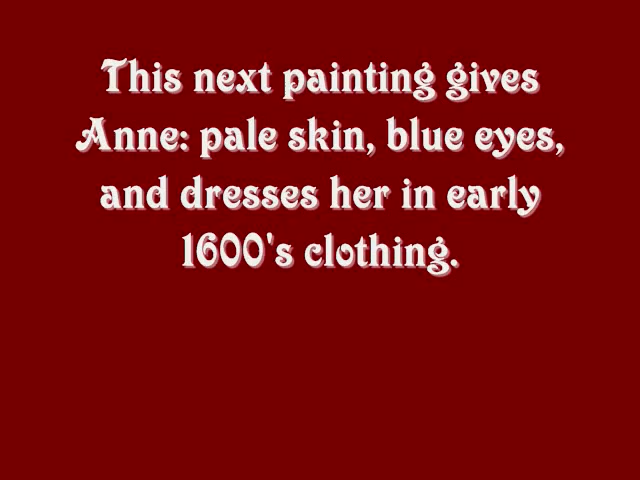 This next painting gives
Anne: pale skin, blue eyes,
and dresses her in early
1600's clothing.